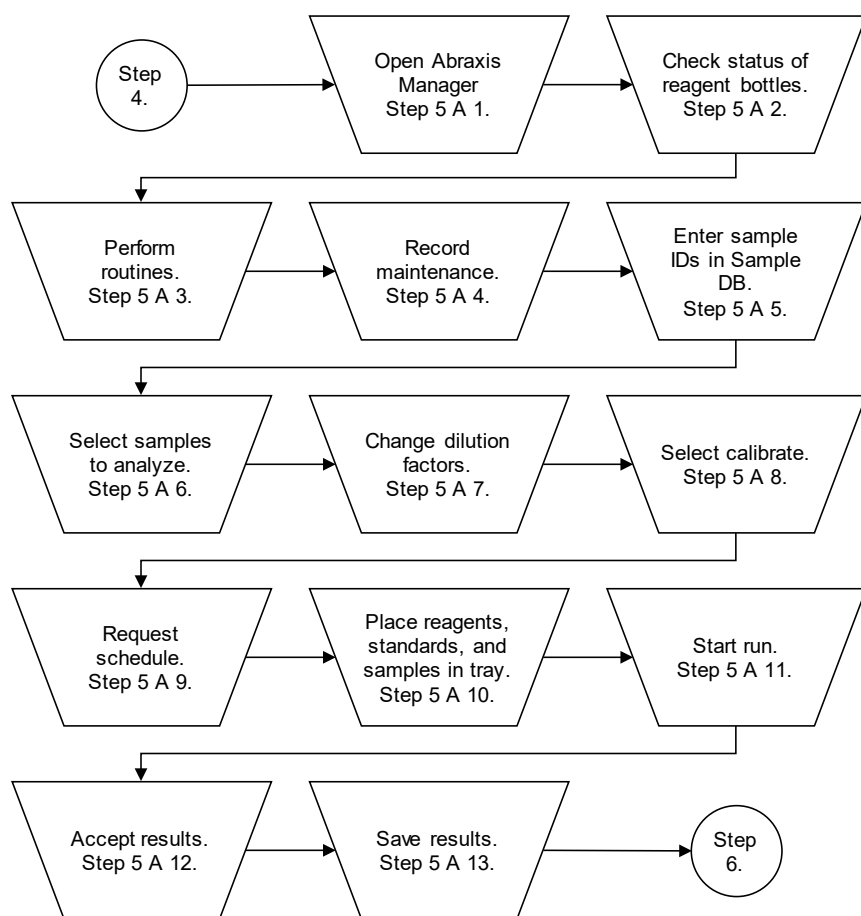 Step
4.
Open Abraxis
Manager
Step 5 A 1.
Check status of
reagent bottles.
Step 5 A 2.
Perform
routines.
Step 5 A 3.
Record
maintenance.
Step 5 A 4.
Enter sample
IDs in Sample
DB.
Step 5 A 5.
Select samples
to analyze.
Step 5 A 6.
Change dilution
factors.
Step 5 A 7.
Select calibrate.
Step 5 A 8.
Request
schedule.
Step 5 A 9.
Place reagents,
standards, and
samples in tray.
Step 5 A 10.
Start run.
Step 5 A 11.
Accept results.
Step 5 A 12.
Save results.
Step 5 A 13.
Step
6.